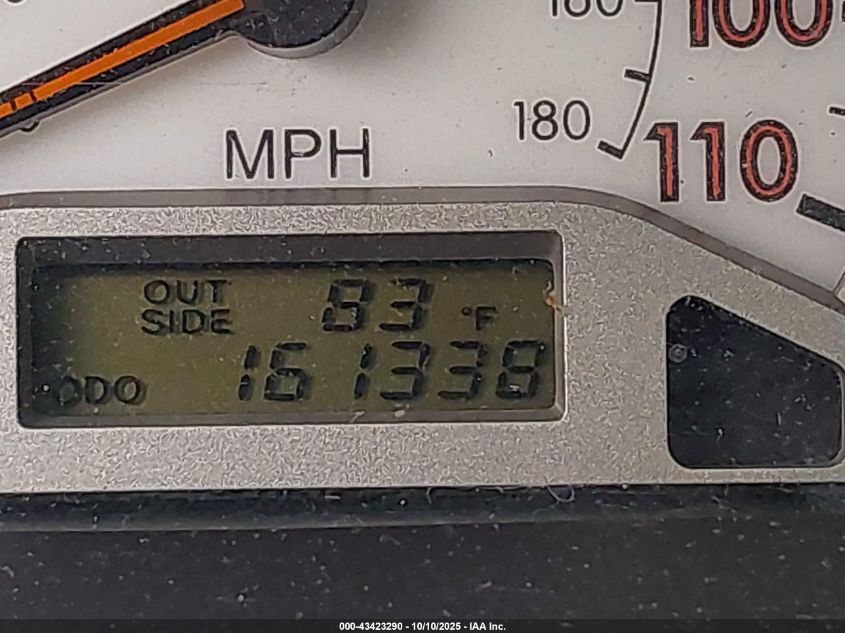 160
100
180
110
MPH
OUT SIDE 83 °F
ODO 161338
000-43423290 - 10/10/2025 - IAA Inc.